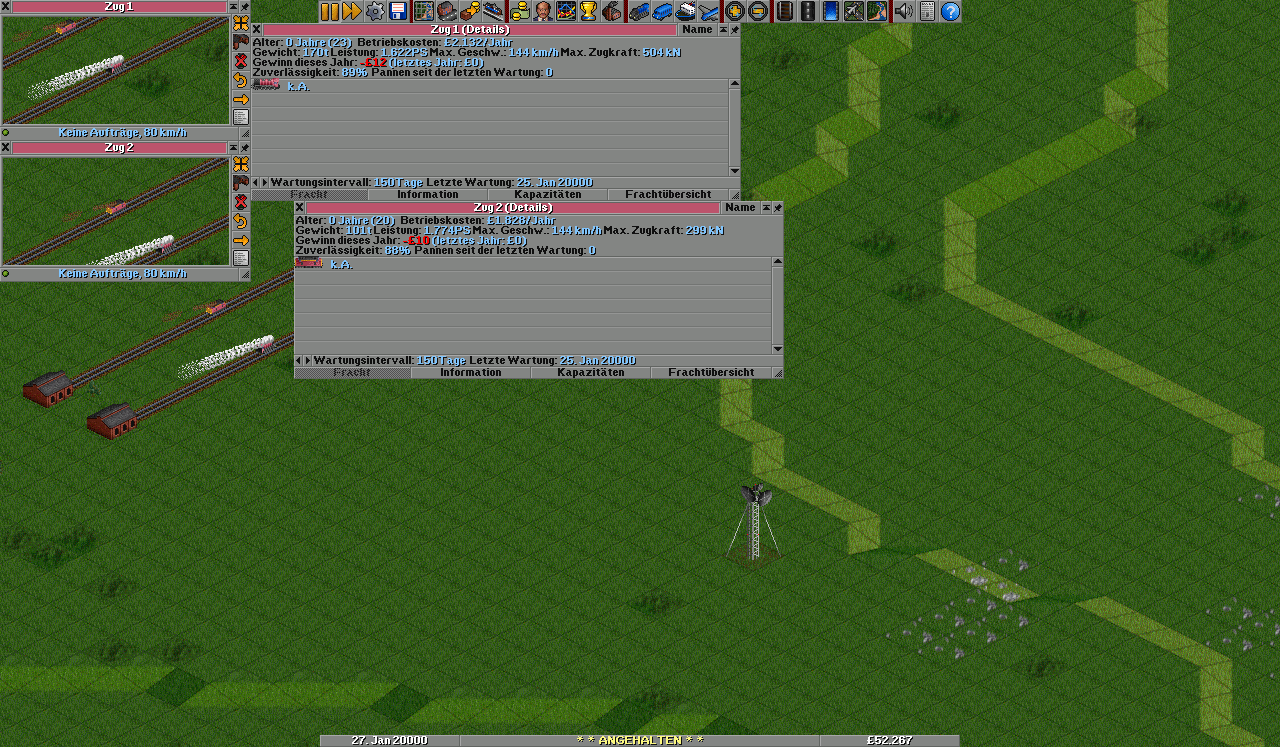 Zug 1
Keine Aufträge, 80 km/h
Zug 2
Keine Aufträge, 80 km/h
Zug 1 (Details)
Name
Alter: 0 Jahre (23) Betriebskosten: £2.132/Jahr
Gewicht: 170t Leistung: 1.622PS Max. Geschw.: 144 km/h Max. Zugkraft: 504 kN
Gewinn dieses Jahr: -£12 (letztes Jahr: £0)
Zuverlässigkeit: 89% Pannen seit der letzten Wartung: 0
k.A.
Wartungsintervall: 150Tage Letzte Wartung: 25. Jan 20000
Fracht Information Kapazitäten Frachtübersicht
Zug 2 (Details)
Name
Alter: 0 Jahre (20) Betriebskosten: £1.828/Jahr
Gewicht: 101t Leistung: 1.774PS Max. Geschw.: 144 km/h Max. Zugkraft: 299 kN
Gewinn dieses Jahr: -£10 (letztes Jahr: £0)
Zuverlässigkeit: 88% Pannen seit der letzten Wartung: 0
k.A.
Wartungsintervall: 150Tage Letzte Wartung: 25. Jan 20000
Fracht Information Kapazitäten Frachtübersicht
27. Jan 20000
* * ANGEHALTEN * *
£52.267